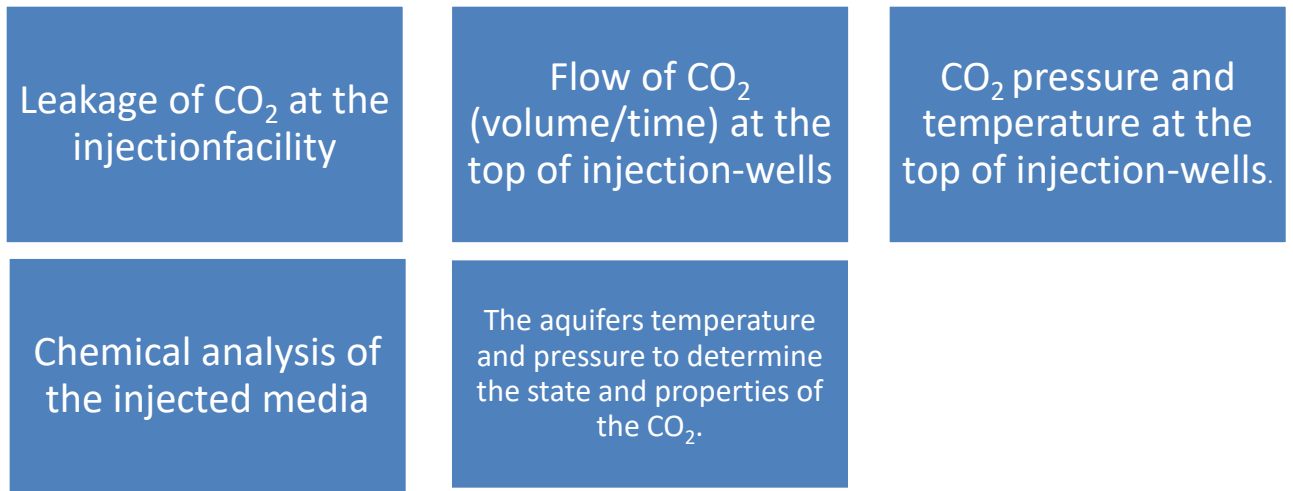 Leakage of CO₂ at the
injectionfacility
Flow of CO₂
(volume/time) at the
top of injection-wells
CO₂ pressure and
temperature at the
top of injection-wells.
Chemical analysis of
the injected media
The aquifers temperature
and pressure to determine
the state and properties of
the CO₂.